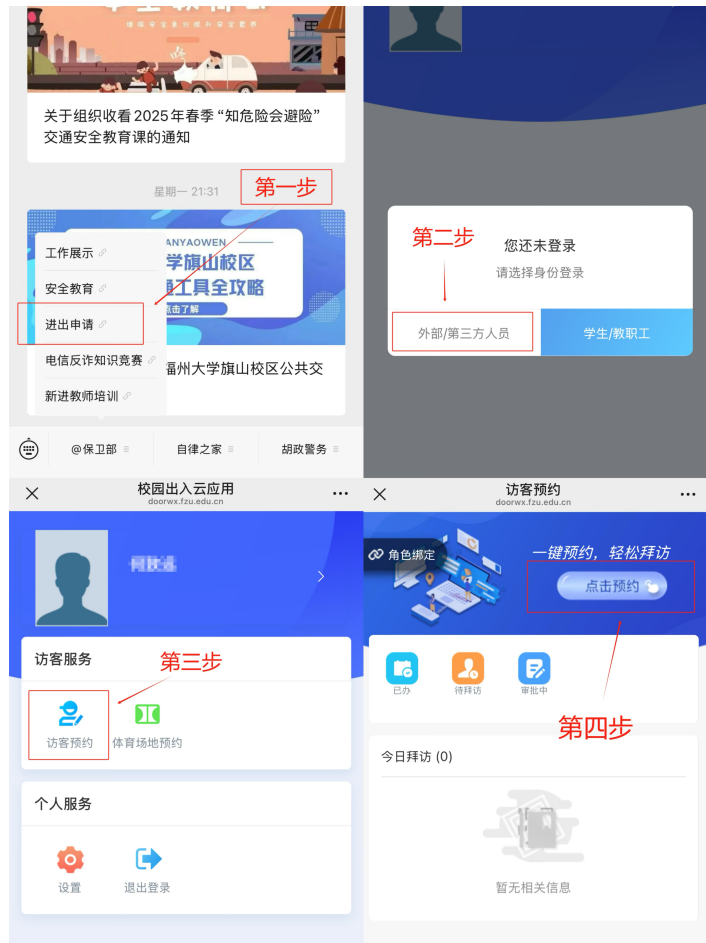 关于组织收看2025年春季“知危险会避险”
交通安全教育课的通知
星期一 21:31
第一步
ANYAOWEN
学旗山校区
通工具全攻略
点击了解
工作展示
安全教育
进出申请
电信反诈知识竞赛
新进教师培训
福州大学旗山校区公共交
@保卫部
自律之家
胡政警务
第二步
您还未登录
请选择身份登录
外部/第三方人员
学生/教职工
校园出入云应用
doorwx.fzu.edu.cn
访客服务
第三步
访客预约
体育场地预约
个人服务
设置
退出登录
访客预约
doorwx.fzu.edu.cn
角色绑定
一键预约，轻松拜访
点击预约
已办
待拜访
审批中
第四步
今日拜访 (0)
暂无相关信息